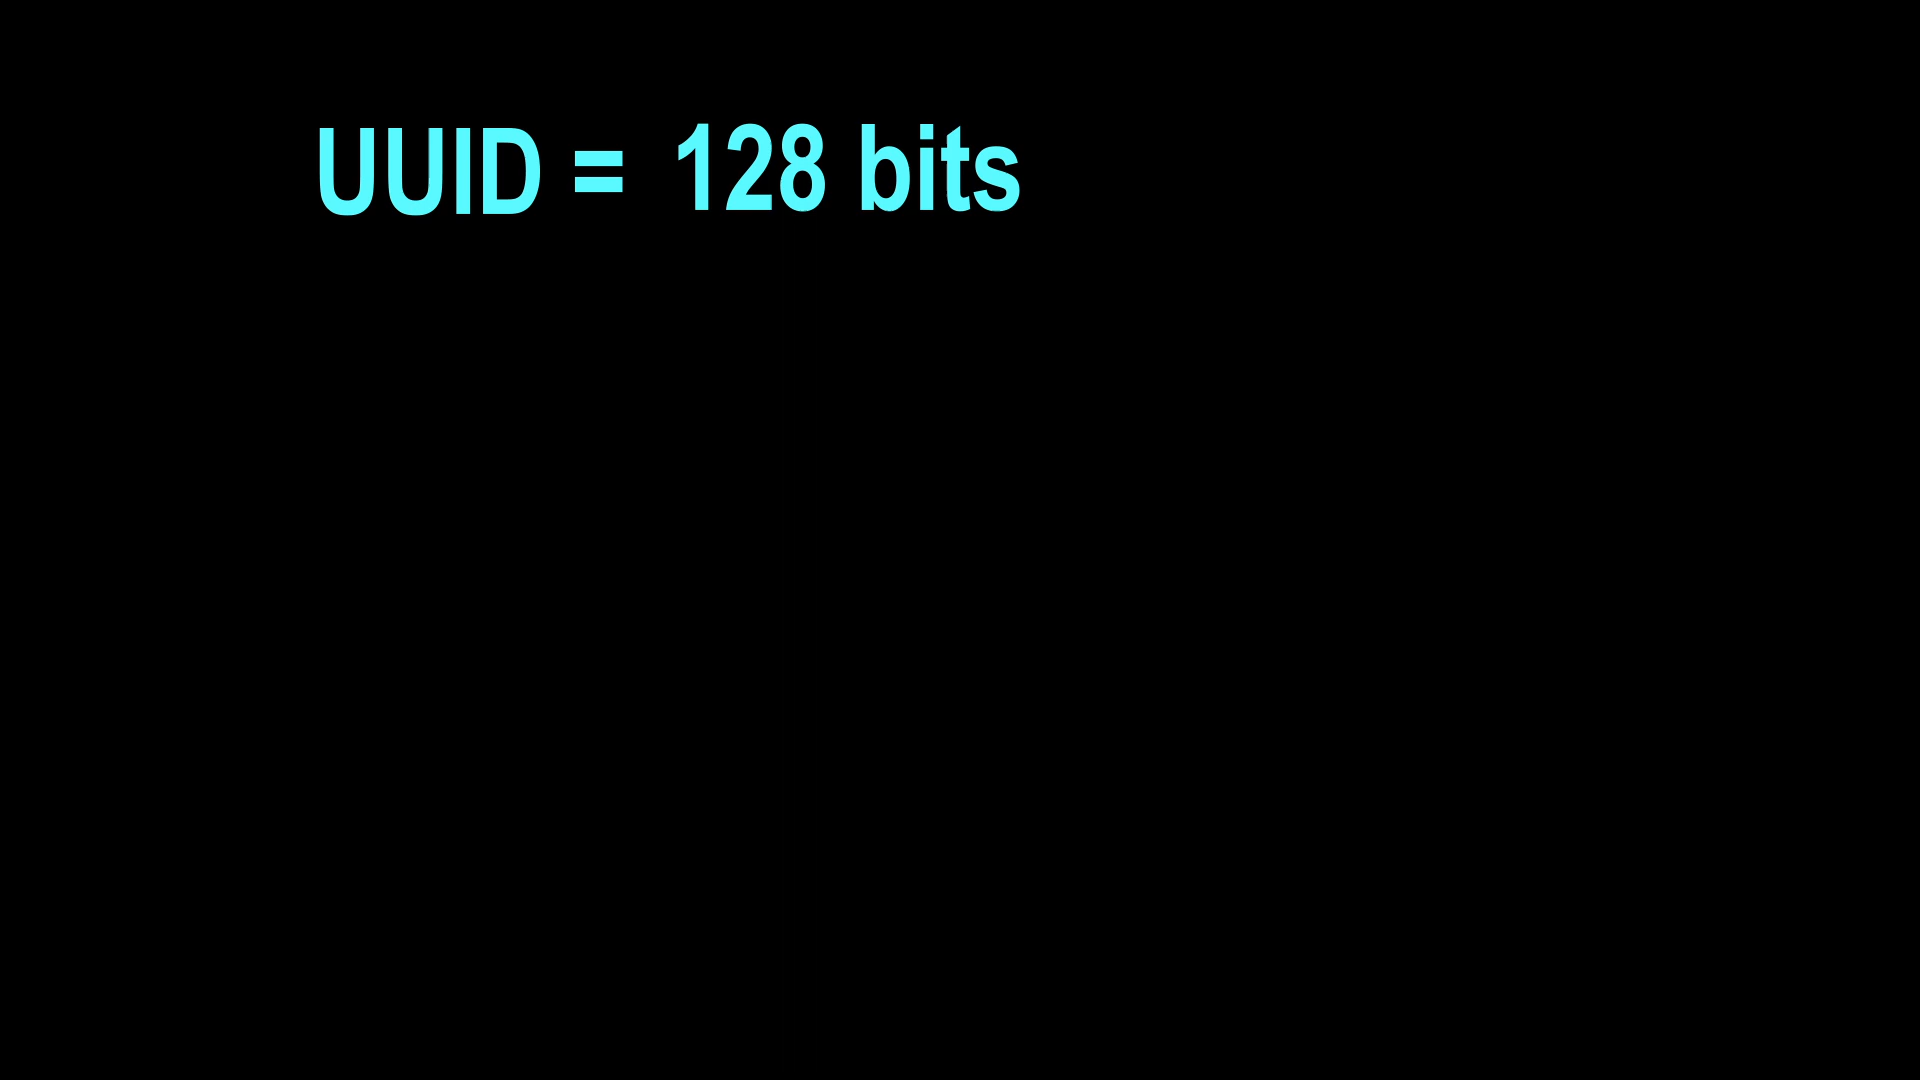 UUID = 128 bits